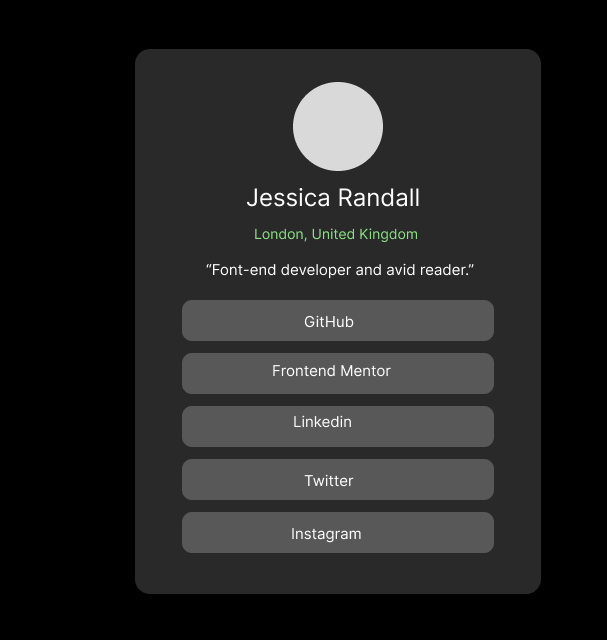 Jessica Randall
London, United Kingdom
“Font-end developer and avid reader.”
GitHub
Frontend Mentor
Linkedin
Twitter
Instagram